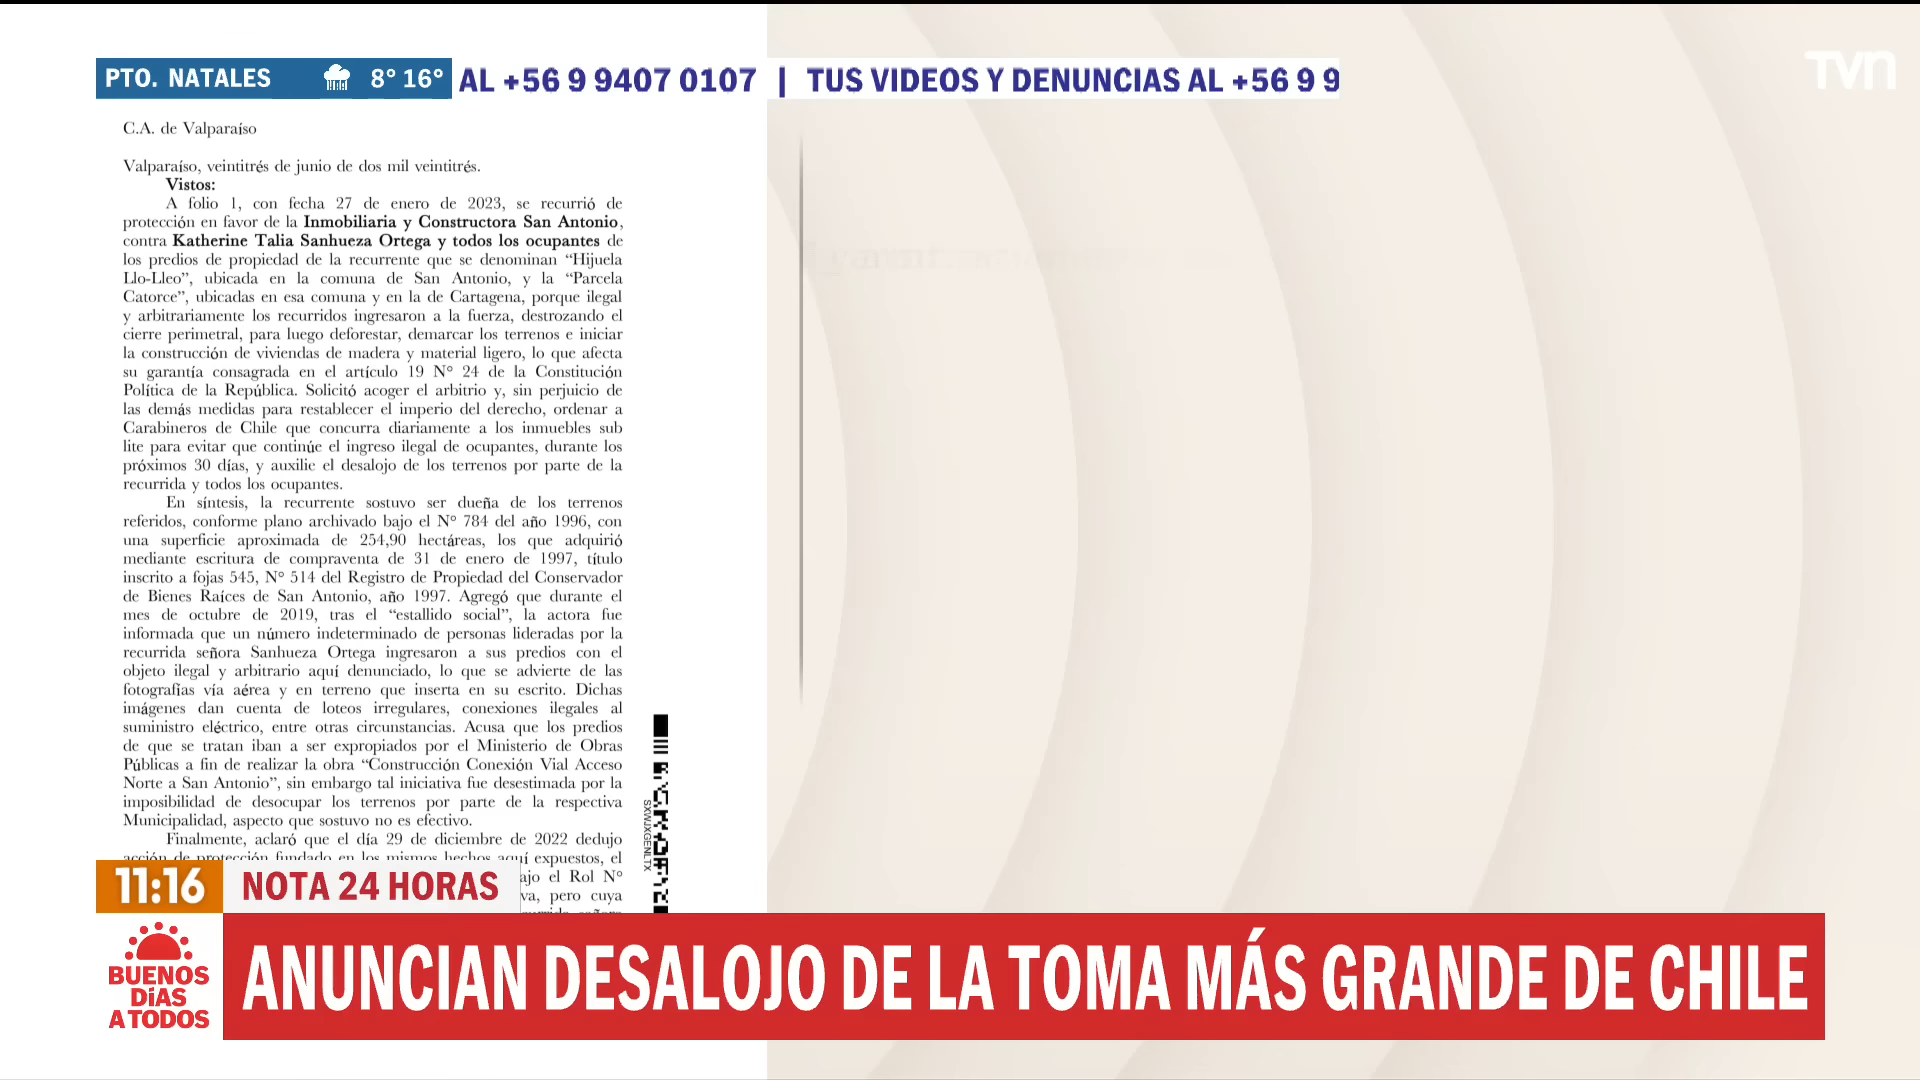 PTO. NATALES 8° 16° AL +56 9 9407 0107 | TUS VIDEOS Y DENUNCIAS AL +56 9 9
TVN
C.A. de Valparaíso
Valparaíso, veintitrés de junio de dos mil veintitrés.
Vistos:
A folio 1, con fecha 27 de enero de 2023, se recurrió de
protección en favor de la Inmobiliaria y Constructora San Antonio,
contra Katherine Talia Sanhueza Ortega y todos los ocupantes de
los predios de propiedad de la recurrente que se denominan “Hijuela
Llo-Lleo”, ubicada en la comuna de San Antonio, y la “Parcela
Catorce”, ubicadas en esa comuna y en la de Cartagena, porque ilegal
y arbitrariamente los recurridos ingresaron a la fuerza, destrozando el
cierre perimetral, para luego deforestar, demarcar los terrenos e iniciar
la construcción de viviendas de madera y material ligero, lo que afecta
su garantía consagrada en el artículo 19 N° 24 de la Constitución
Política de la República. Solicitó acoger el arbitrio y, sin perjuicio de
las demás medidas para restablecer el imperio del derecho, ordenar a
Carabineros de Chile que concurra diariamente a los inmuebles sub
lite para evitar que continúe el ingreso ilegal de ocupantes, durante los
próximos 30 días, y auxilie el desalojo de los terrenos por parte de la
recurrida y todos los ocupantes.
En síntesis, la recurrente sostuvo ser dueña de los terrenos
referidos, conforme plano archivado bajo el N° 784 del año 1996, con
una superficie aproximada de 254,90 hectáreas, los que adquirió
mediante escritura de compraventa de 31 de enero de 1997, título
inscrito a fojas 545, N° 514 del Registro de Propiedad del Conservador
de Bienes Raíces de San Antonio, año 1997. Agregó que durante el
mes de octubre de 2019, tras el “estallido social”, la actora fue
informada que un número indeterminado de personas lideradas por la
recurrida señora Sanhueza Ortega ingresaron a sus predios con el
objeto ilegal y arbitrario aquí denunciado, lo que se advierte de las
fotografías vía aérea y en terreno que inserta en su escrito. Dichas
imágenes dan cuenta de loteos irregulares, conexiones ilegales al
suministro eléctrico, entre otras circunstancias. Acusa que los predios
de que se tratan iban a ser expropiados por el Ministerio de Obras
Públicas a fin de realizar la obra “Construcción Conexión Vial Acceso
Norte a San Antonio”, sin embargo tal iniciativa fue desestimada por la
imposibilidad de desocupar los terrenos por parte de la respectiva
Municipalidad, aspecto que sostuvo no es efectivo.
Finalmente, aclaró que el día 29 de diciembre de 2022 dedujo
acción de protección fundado en los mismos hechos aquí expuestos, el
ajo el Rol N°
va, pero cuya
SXWJXGENLTX
11:16 NOTA 24 HORAS
BUENOS
DíAS
A TODOS
ANUNCIAN DESALOJO DE LA TOMA MÁS GRANDE DE CHILE